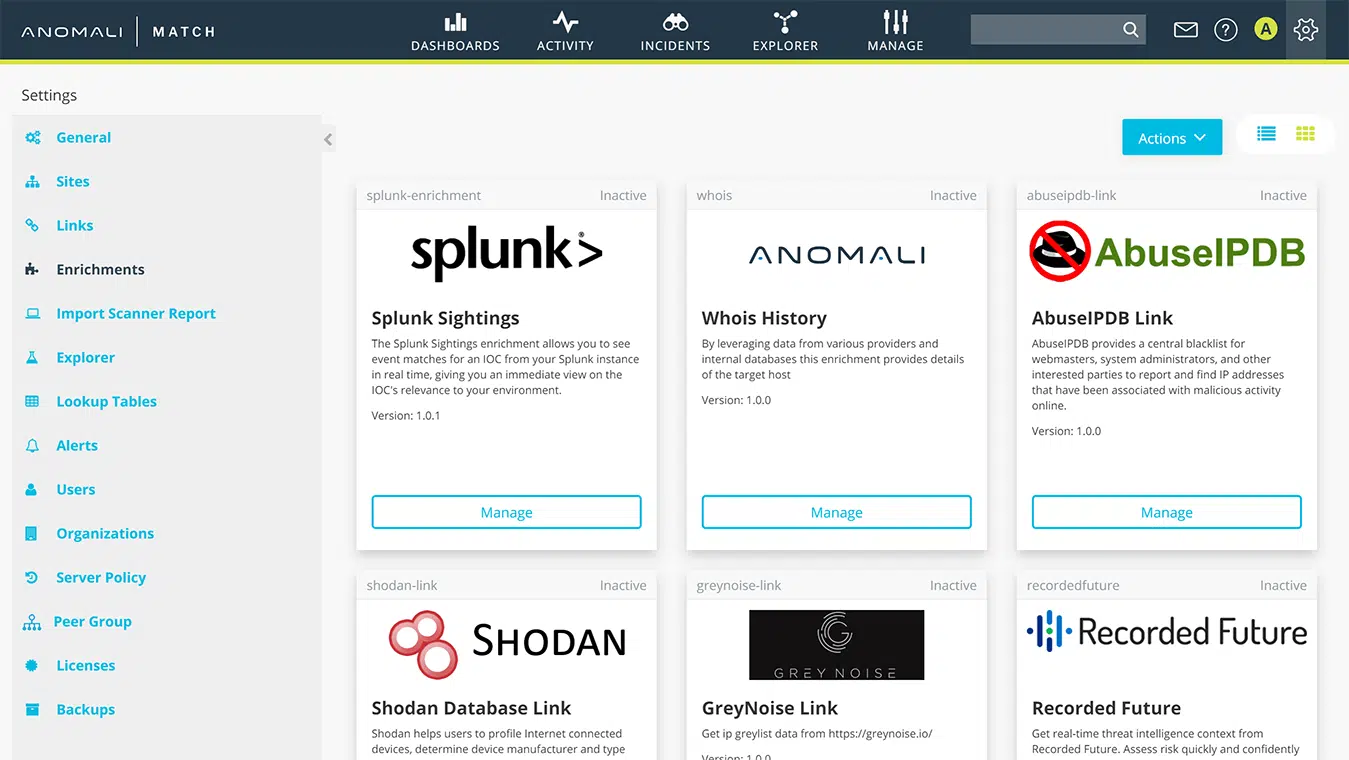 ANOMALI MATCH
DASHBOARDS ACTIVITY INCIDENTS EXPLORER MANAGE
? A
Settings
General
Sites
Links
Enrichments
Import Scanner Report
Explorer
Lookup Tables
Alerts
Users
Organizations
Server Policy
Peer Group
Licenses
Backups
Actions
splunk-enrichment Inactive
splunk>
Splunk Sightings
The Splunk Sightings enrichment allows you to see
event matches for an IOC from your Splunk instance
in real time, giving you an immediate view on the
IOC's relevance to your environment.
Version: 1.0.1
Manage
whois Inactive
ANOMALI
Whois History
By leveraging data from various providers and
internal databases this enrichment provides details
of the target host
Version: 1.0.0
Manage
abuseipdb-link Inactive
AbuseIPDB
AbuseIPDB Link
AbuseIPDB provides a central blacklist for
webmasters, system administrators, and other
interested parties to report and find IP addresses
that have been associated with malicious activity
online.
Version: 1.0.0
Manage
shodan-link Inactive
SHODAN
Shodan Database Link
Shodan helps users to profile Internet connected
devices, determine device manufacturer and type
greynoise-link Inactive
GREY NOISE
GreyNoise Link
Get ip greylist data from https://greynoise.io/
Version: 1.0.0
recordedfuture Inactive
Recorded Future
Recorded Future
Get real-time threat intelligence context from
Recorded Future. Assess risk quickly and confidently